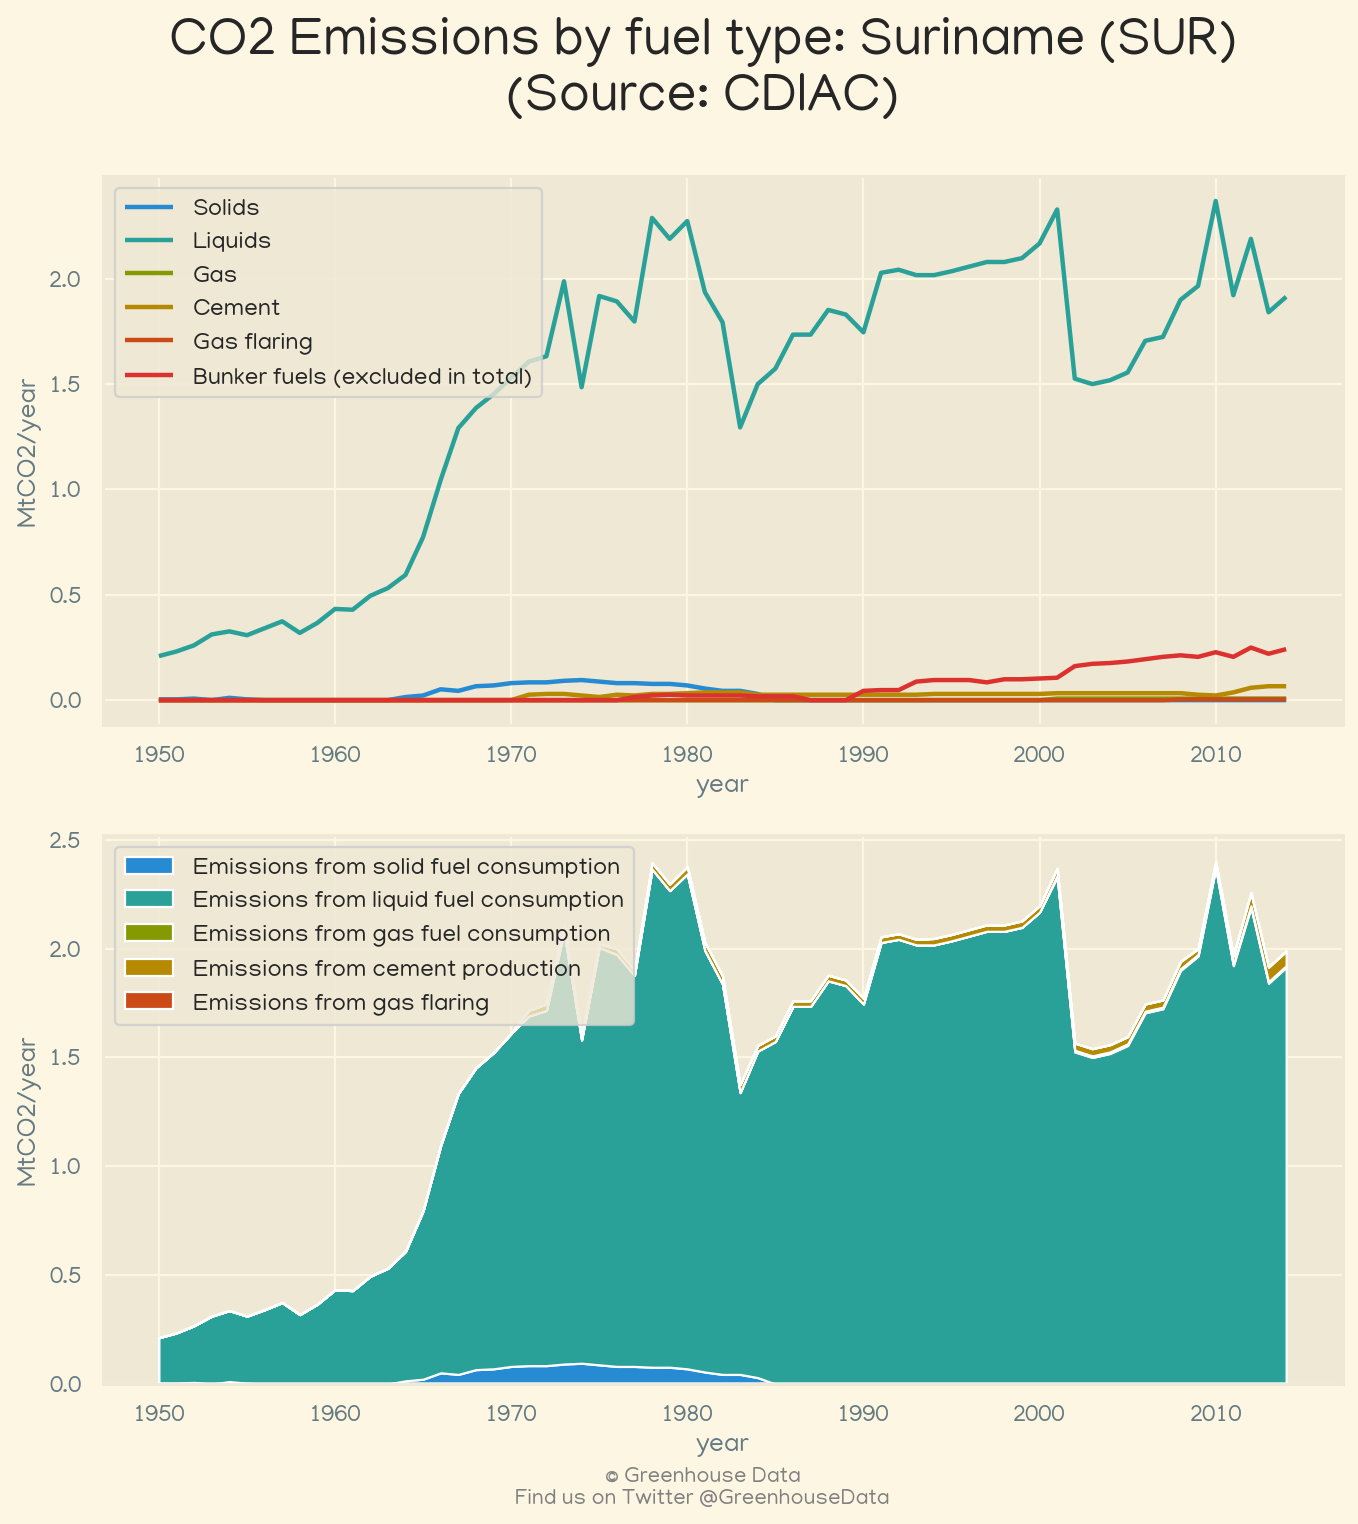 CO2 Emissions by fuel type: Suriname (SUR)
(Source: CDIAC)
Solids
Liquids
Gas
Cement
Gas flaring
Bunker fuels (excluded in total)
MtCO2/year
2.0
1.5
1.0
0.5
0.0
1950 1960 1970 1980 1990 2000 2010
year
Emissions from solid fuel consumption
Emissions from liquid fuel consumption
Emissions from gas fuel consumption
Emissions from cement production
Emissions from gas flaring
MtCO2/year
2.5
2.0
1.5
1.0
0.5
0.0
1950 1960 1970 1980 1990 2000 2010
year
© Greenhouse Data
Find us on Twitter @GreenhouseData